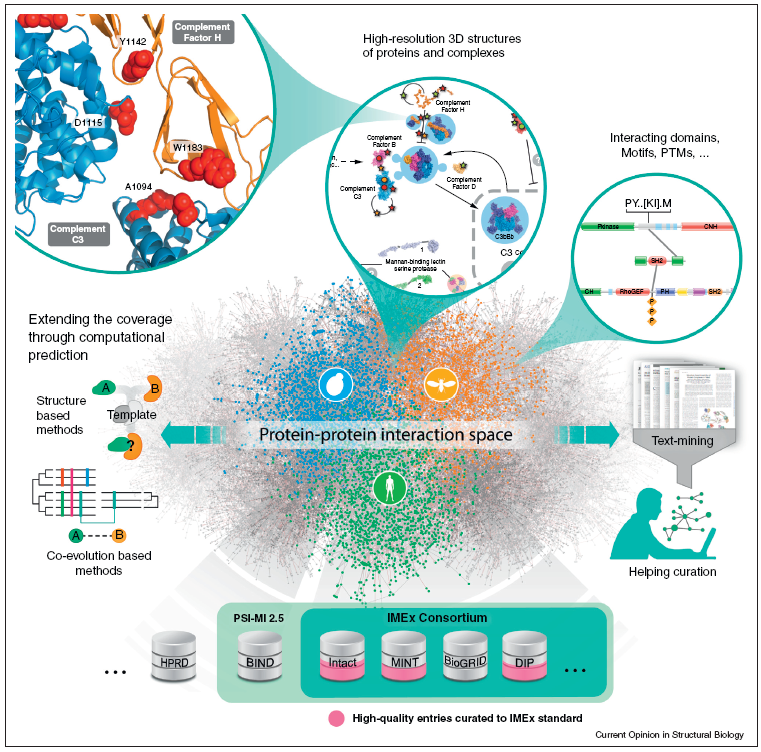 Complement
Factor H
Y1142
D1115
W1183
A1094
Complement
C3
High-resolution 3D structures
of proteins and complexes
Complement
Factor H
Complement
Factor B
Complement
Factor D
Complement
C3
C3bBb
C3
1
Mannan-binding lectin
serine protease
2
Interacting domains,
Motifs, PTMs, ...
PY..[KI].M
Pkinase
CNH
SH2
CH
RhoGEF
PH
SH2
P
P
P
Extending the coverage
through computational
prediction
Structure
based
methods
A
B
Template
?
A
B
Co-evolution based
methods
Protein-protein interaction space
Text-mining
Helping curation
PSI-MI 2.5
IMEx Consortium
...
HPRD
BIND
Intact
MINT
BioGRID
DIP
...
High-quality entries curated to IMEx standard
Current Opinion in Structural Biology